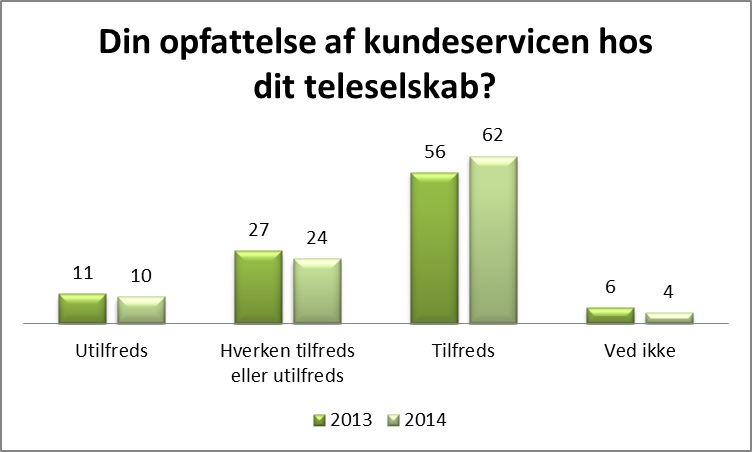 Din opfattelse af kundeservicen hos
dit teleselskab?
11
10
27
24
56
62
6
4
Utilfreds
Hverken tilfreds
eller utilfreds
Tilfreds
Ved ikke
2013
2014